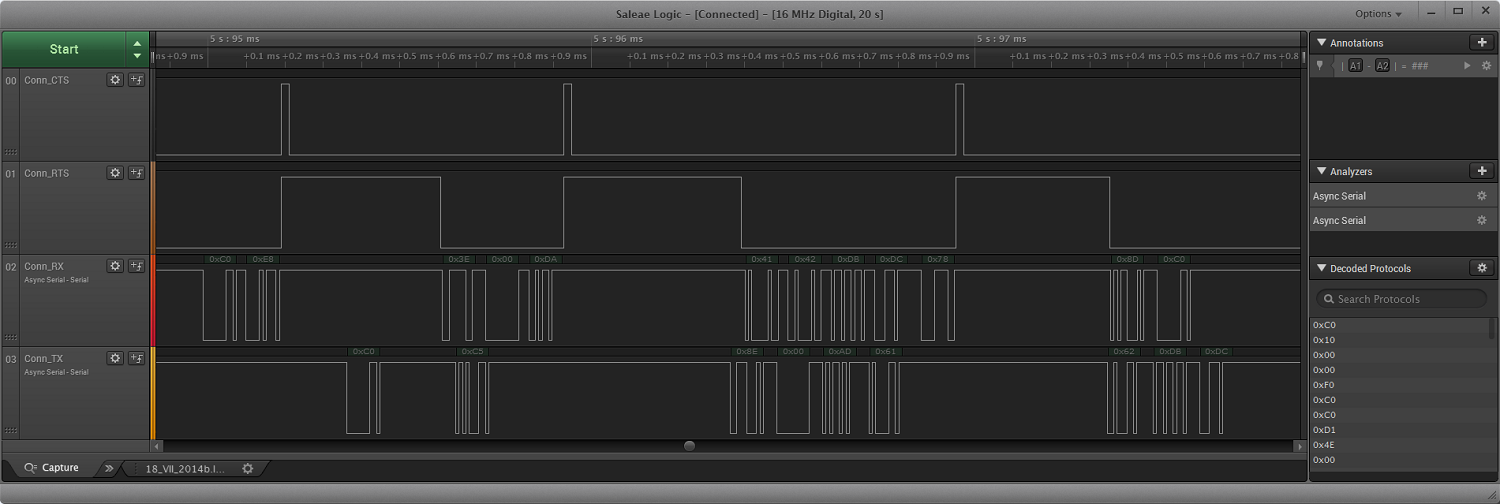 Saleae Logic - [Connected] - [16 MHz Digital, 20 s]
Options
Start
5 s : 95 ms 5 s : 96 ms 5 s : 97 ms
ms +0.9 ms +0.1 ms +0.2 ms +0.3 ms +0.4 ms +0.5 ms +0.6 ms +0.7 ms +0.8 ms +0.9 ms +0.1 ms +0.2 ms +0.3 ms +0.4 ms +0.5 ms +0.6 ms +0.7 ms +0.8 ms +0.9 ms +0.1 ms +0.2 ms +0.3 ms +0.4 ms +0.5 ms +0.6 ms +0.7 ms +0.8
00 Conn_CTS
01 Conn_RTS
02 Conn_RX
Async Serial - Serial
0xC0 0xE8 0x3E 0x00 0xDA 0x41 0x42 0xDB 0xDC 0x78 0x8D 0xC0
03 Conn_TX
Async Serial - Serial
0xC0 0xC5 0x8E 0x00 0xAD 0x61 0x62 0xDB 0xDC
Capture
18_VII_2014b.l...
Annotations
| A1 - A2 | = ###
Analyzers
Async Serial
Async Serial
Decoded Protocols
Search Protocols
0xC0
0x10
0x00
0x00
0xF0
0xC0
0xC0
0xD1
0x4E
0x00